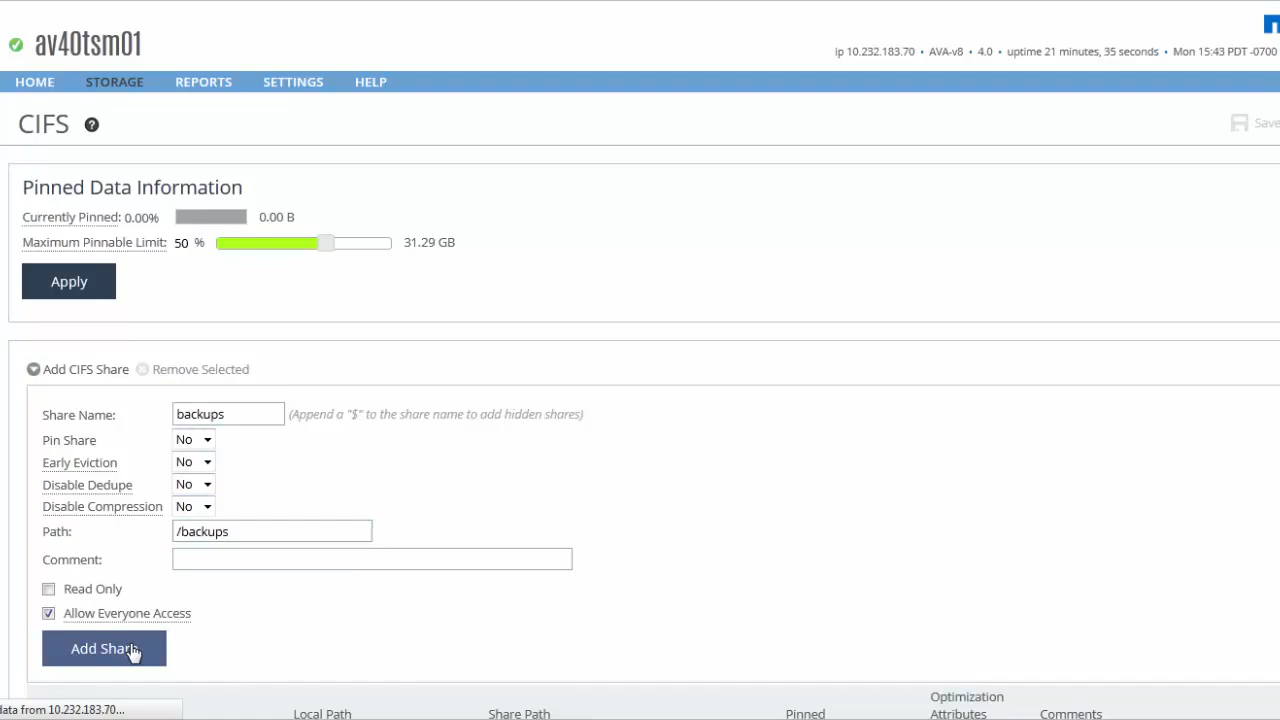 av40tsm01
ip 10.232.183.70 • AVA-v8 • 4.0 • uptime 21 minutes, 35 seconds • Mon 15:43 PDT -0700
HOME STORAGE REPORTS SETTINGS HELP
CIFS ?
Save
Pinned Data Information
Currently Pinned: 0.00% 0.00 B
Maximum Pinnable Limit: 50 % 31.29 GB
Apply
Add CIFS Share Remove Selected
Share Name: backups (Append a "$" to the share name to add hidden shares)
Pin Share No
Early Eviction No
Disable Dedupe No
Disable Compression No
Path: /backups
Comment:
Read Only
Allow Everyone Access
Add Share
data from 10.232.183.70...
Optimization
Local Path Share Path Pinned Attributes Comments